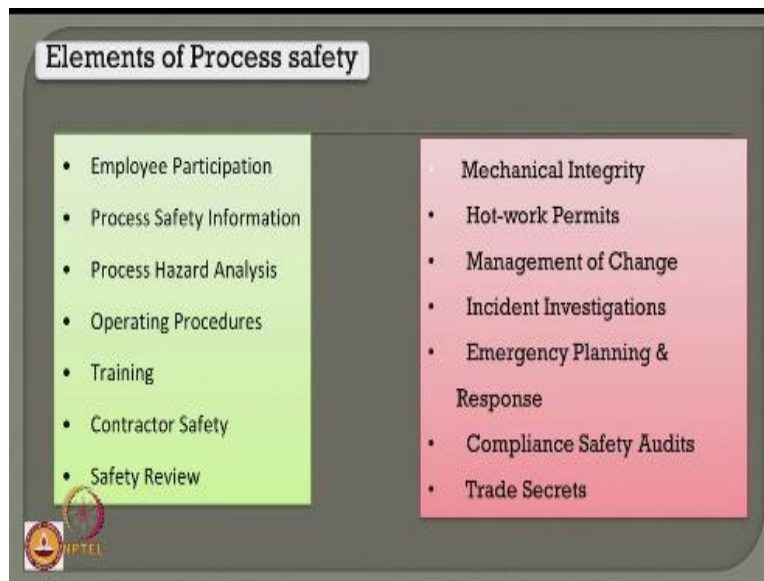 Elements of Process safety
• Employee Participation
• Process Safety Information
• Process Hazard Analysis
• Operating Procedures
• Training
• Contractor Safety
• Safety Review
• Mechanical Integrity
• Hot-work Permits
• Management of Change
• Incident Investigations
• Emergency Planning &
Response
• Compliance Safety Audits
• Trade Secrets
NPTEL